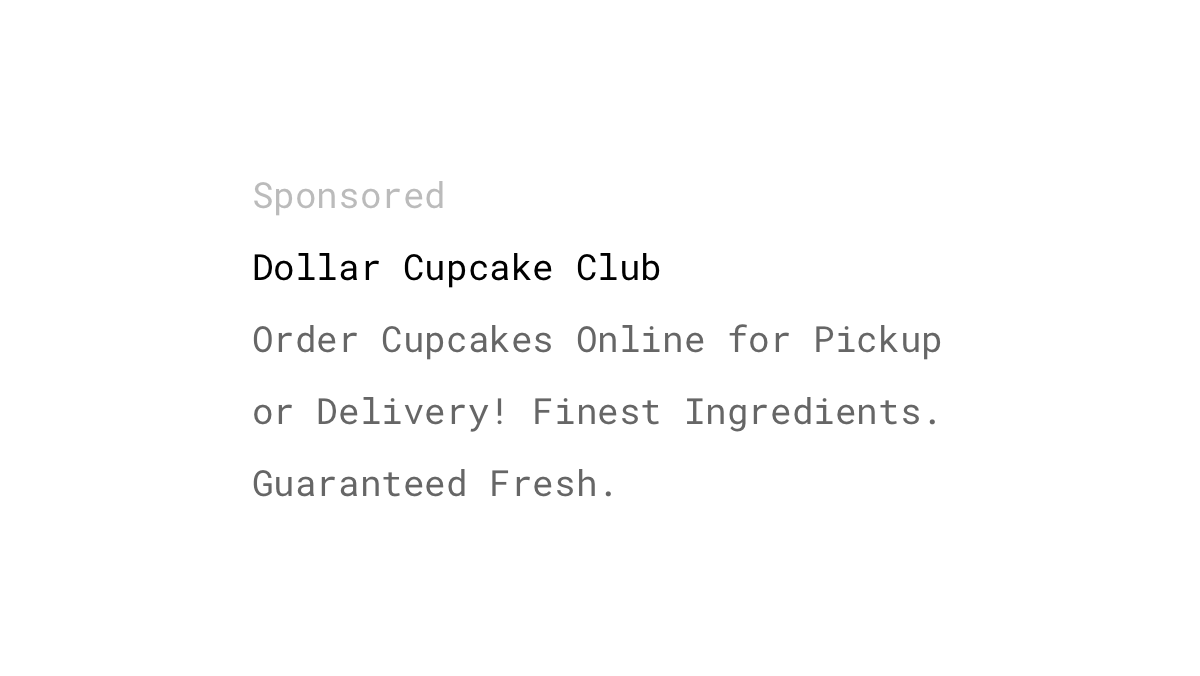 Sponsored
Dollar Cupcake Club
Order Cupcakes Online for Pickup
or Delivery! Finest Ingredients.
Guaranteed Fresh.